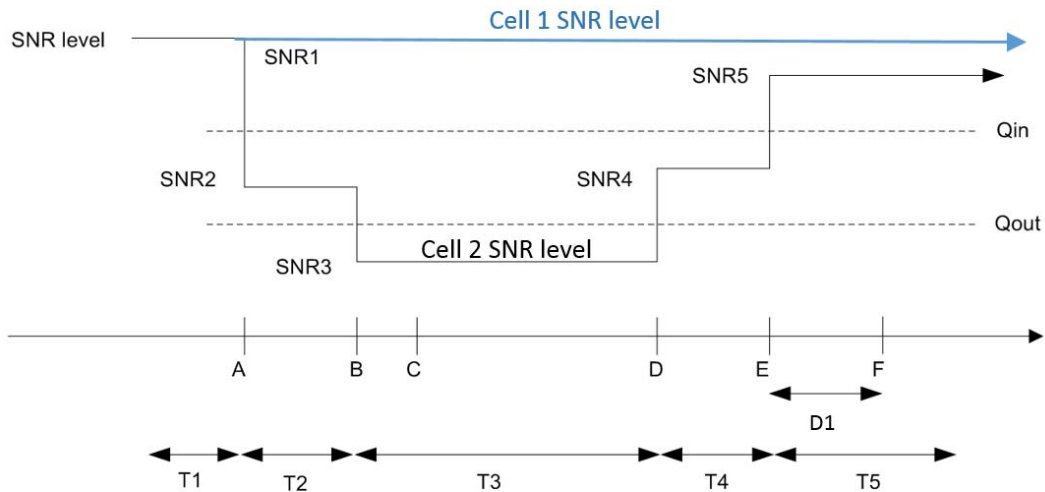 Cell 1 SNR level
SNR level
SNR1
SNR5
Qin
SNR2
SNR4
Qout
Cell 2 SNR level
SNR3
A B C D E F
D1
T1 T2 T3 T4 T5